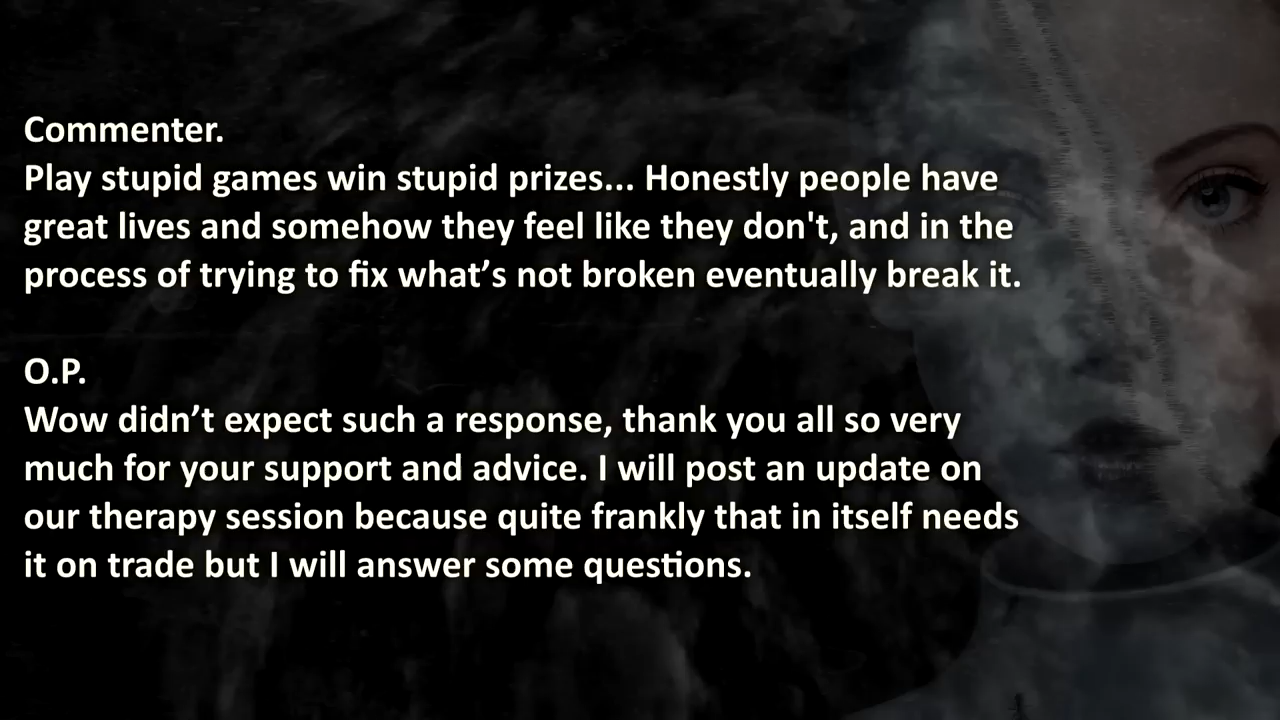 Commenter.
Play stupid games win stupid prizes... Honestly people have
great lives and somehow they feel like they don't, and in the
process of trying to fix what’s not broken eventually break it.
O.P.
Wow didn’t expect such a response, thank you all so very
much for your support and advice. I will post an update on
our therapy session because quite frankly that in itself needs
it on trade but I will answer some questions.